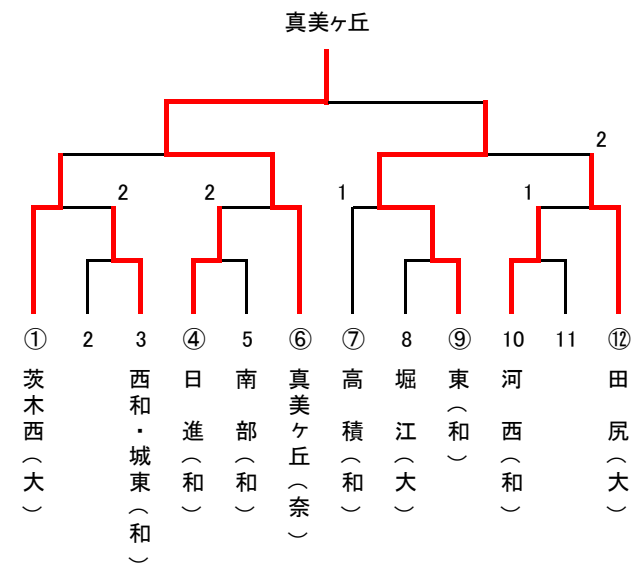 真美ヶ丘
2
2 2 1 1
① 2 3 ④ 5 ⑥ ⑦ 8 ⑨ 10 11 ⑫
茨木西(大)
西和・城東(和)
日進(和)
南部(和)
真美ヶ丘(奈)
高積(和)
堀江(大)
東(和)
河西(和)
田尻(大)